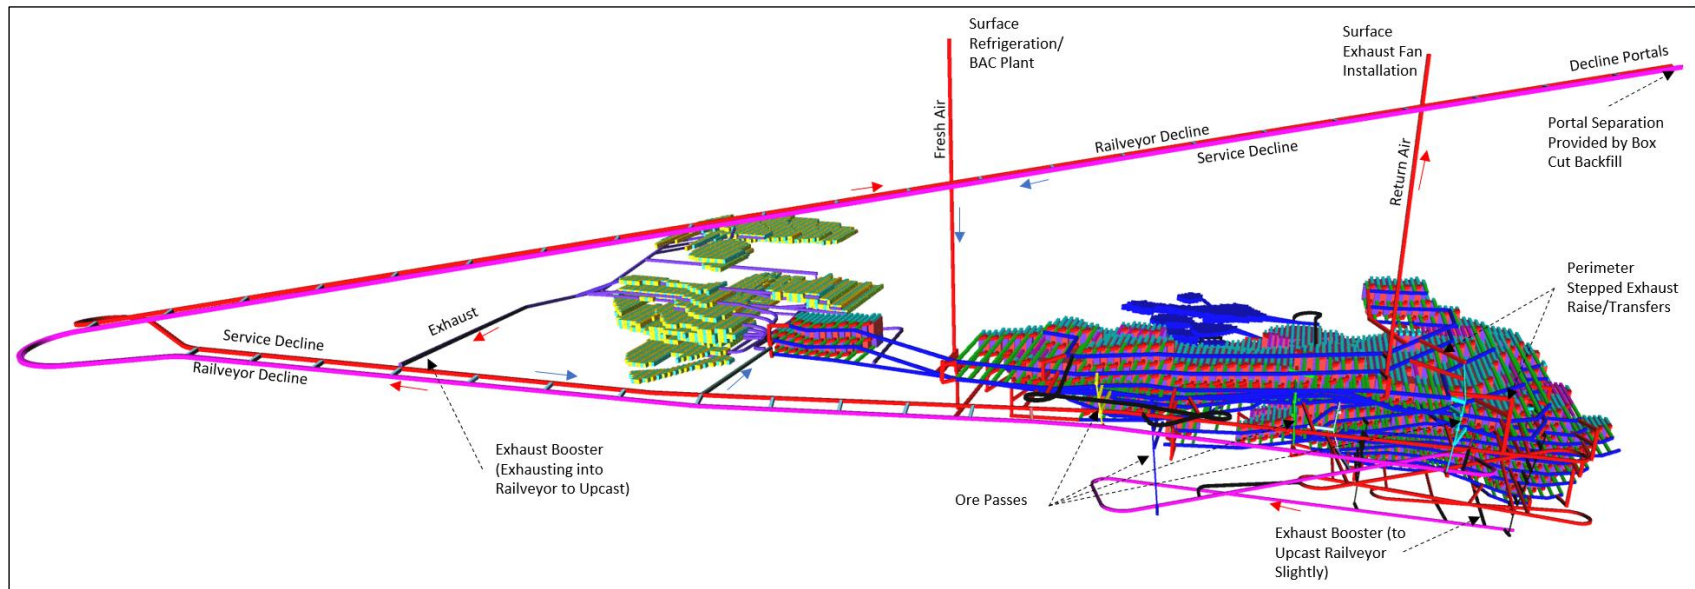 Surface
Refrigeration/
BAC Plant
Surface
Exhaust Fan
Installation
Decline Portals
Portal Separation
Provided by Box
Cut Backfill
Fresh Air
Railveyor Decline
Service Decline
Return Air
Perimeter
Stepped Exhaust
Raise/Transfers
Exhaust
Service Decline
Railveyor Decline
Exhaust Booster
(Exhausting into
Railveyor to Upcast)
Ore Passes
Exhaust Booster (to
Upcast Railveyor
Slightly)